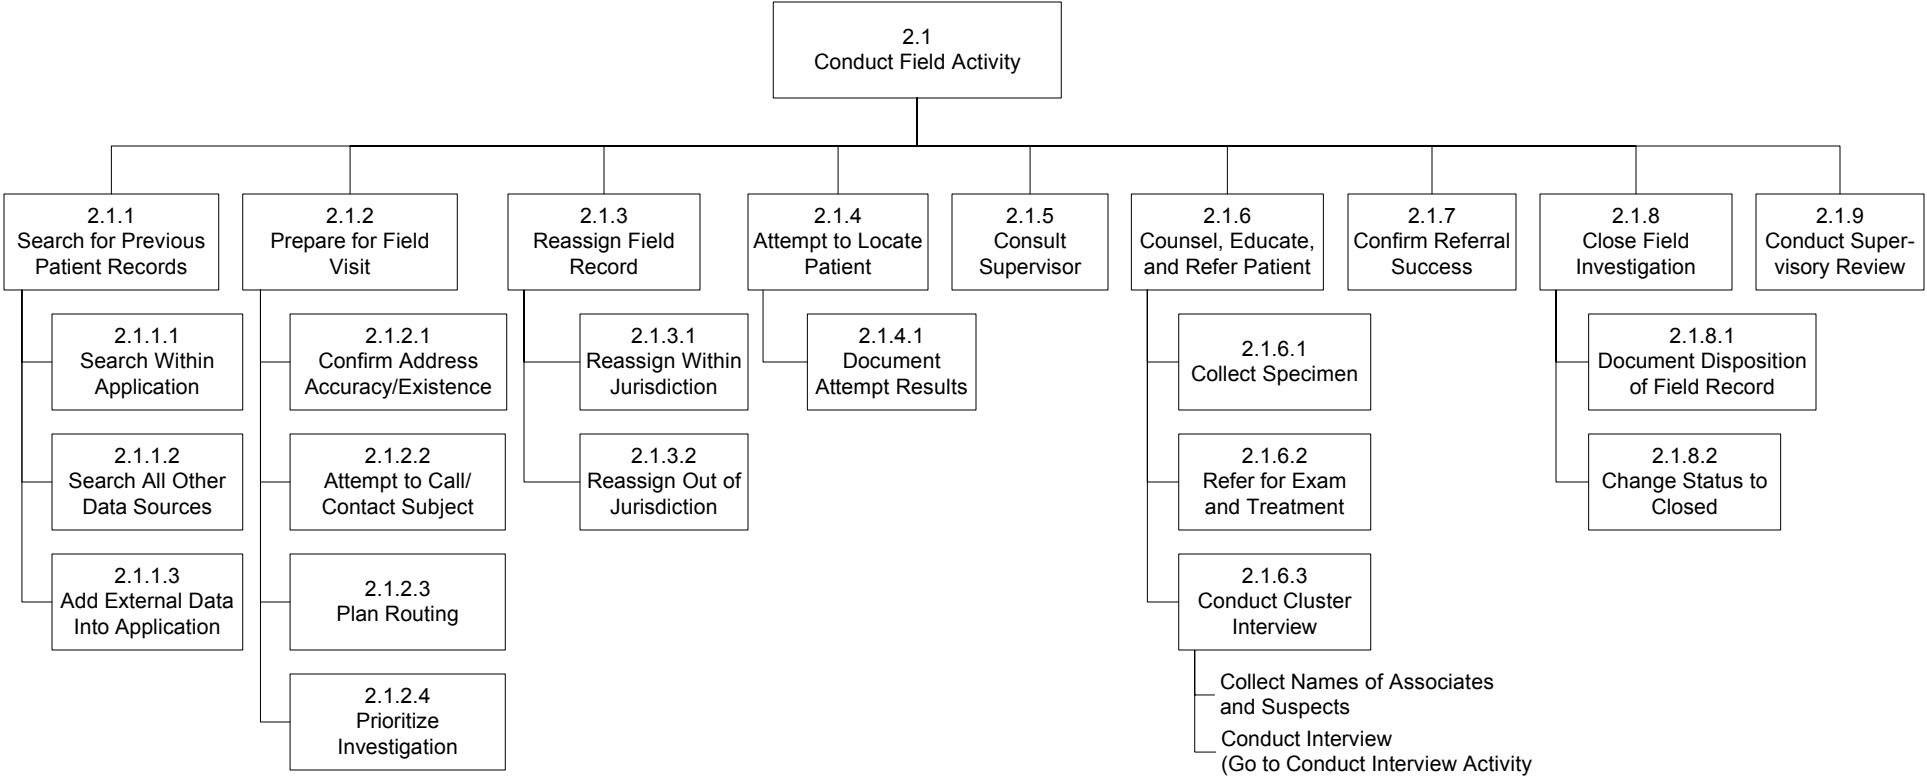 2.1
Conduct Field Activity
2.1.1
Search for Previous
Patient Records
2.1.1.1
Search Within
Application
2.1.1.2
Search All Other
Data Sources
2.1.1.3
Add External Data
Into Application
2.1.2
Prepare for Field
Visit
2.1.2.1
Confirm Address
Accuracy/Existence
2.1.2.2
Attempt to Call/
Contact Subject
2.1.2.3
Plan Routing
2.1.2.4
Prioritize
Investigation
2.1.3
Reassign Field
Record
2.1.3.1
Reassign Within
Jurisdiction
2.1.3.2
Reassign Out of
Jurisdiction
2.1.4
Attempt to Locate
Patient
2.1.4.1
Document
Attempt Results
2.1.5
Consult
Supervisor
2.1.6
Counsel, Educate,
and Refer Patient
2.1.6.1
Collect Specimen
2.1.6.2
Refer for Exam
and Treatment
2.1.6.3
Conduct Cluster
Interview
Collect Names of Associates
and Suspects
Conduct Interview
(Go to Conduct Interview Activity
2.1.7
Confirm Referral
Success
2.1.8
Close Field
Investigation
2.1.8.1
Document Disposition
of Field Record
2.1.8.2
Change Status to
Closed
2.1.9
Conduct Super-
visory Review